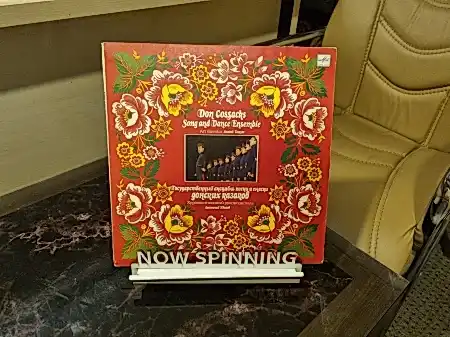 Don Cossacks
Song and Dance Ensemble
Государственный ансамбль песни и пляски
донских казаков
NOW SPINNING